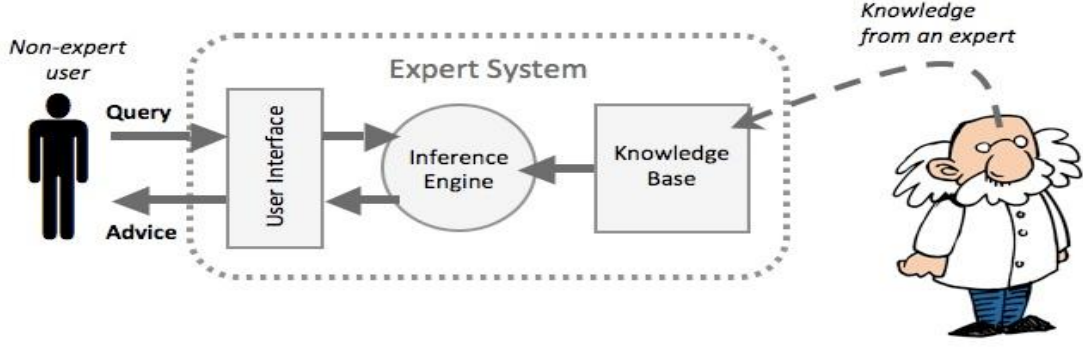 Non-expert
user
Knowledge
from an expert
Expert System
Query
Advice
User Interface
Inference
Engine
Knowledge
Base